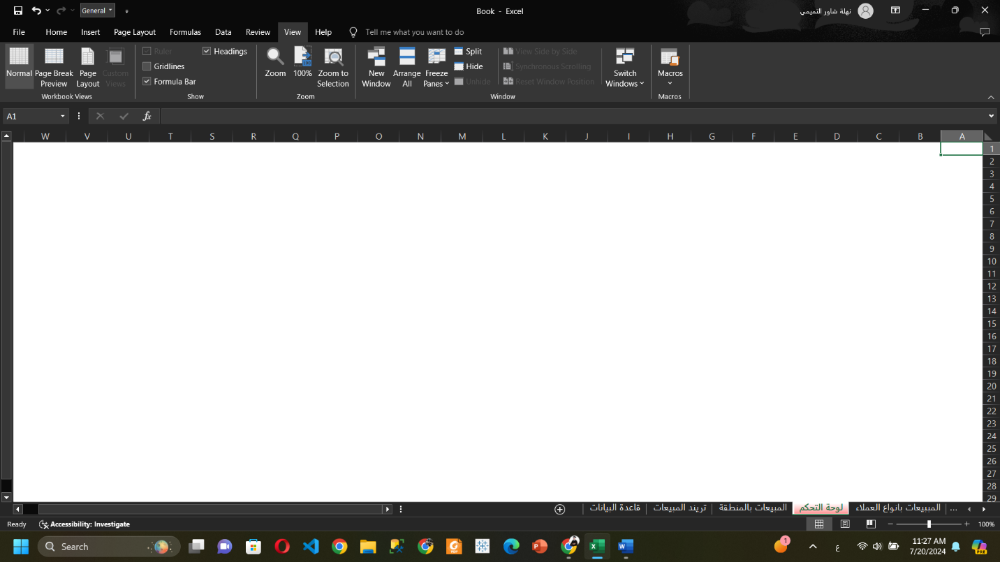 General
Book - Excel
نهلة شاور التميمي
File Home Insert Page Layout Formulas Data Review View Help Tell me what you want to do
Normal
Page Break Preview
Page Layout
Custom Views
Workbook Views
Ruler
Gridlines
Formula Bar
Headings
Show
Zoom
100%
100
Zoom to Selection
Zoom
New Window
Arrange All
Freeze Panes
Split
Hide
Unhide
View Side by Side
Synchronous Scrolling
Reset Window Position
Switch Windows
Window
Macros
Macros
A1
fx
W V U T S R Q P O N M L K J I H G F E D C B A
1
2
3
4
5
6
7
8
9
10
11
12
13
14
15
16
17
18
19
20
21
22
23
24
25
26
27
28
29
... المبيعات بانواع العملاء لوحة التحكم المبيعات بالمنطقة تريند المبيعات قاعدة البيانات
Ready Accessibility: Investigate
100%
Search
PDF
1
ع
11:27 AM
7/20/2024
PRE